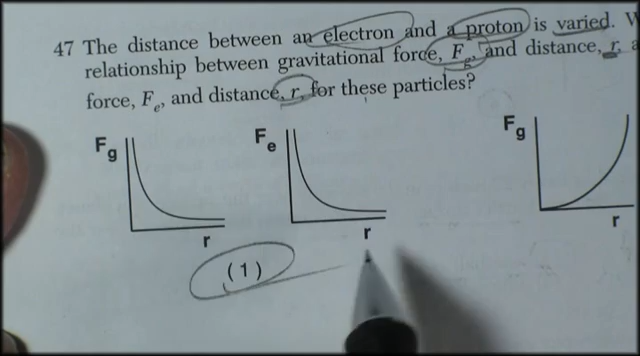 47 The distance between an electron and a proton is varied.
relationship between gravitational force, Fg, and distance, r,
force, Fe, and distance, r, for these particles?
Fg Fe Fg
r r r
(1)